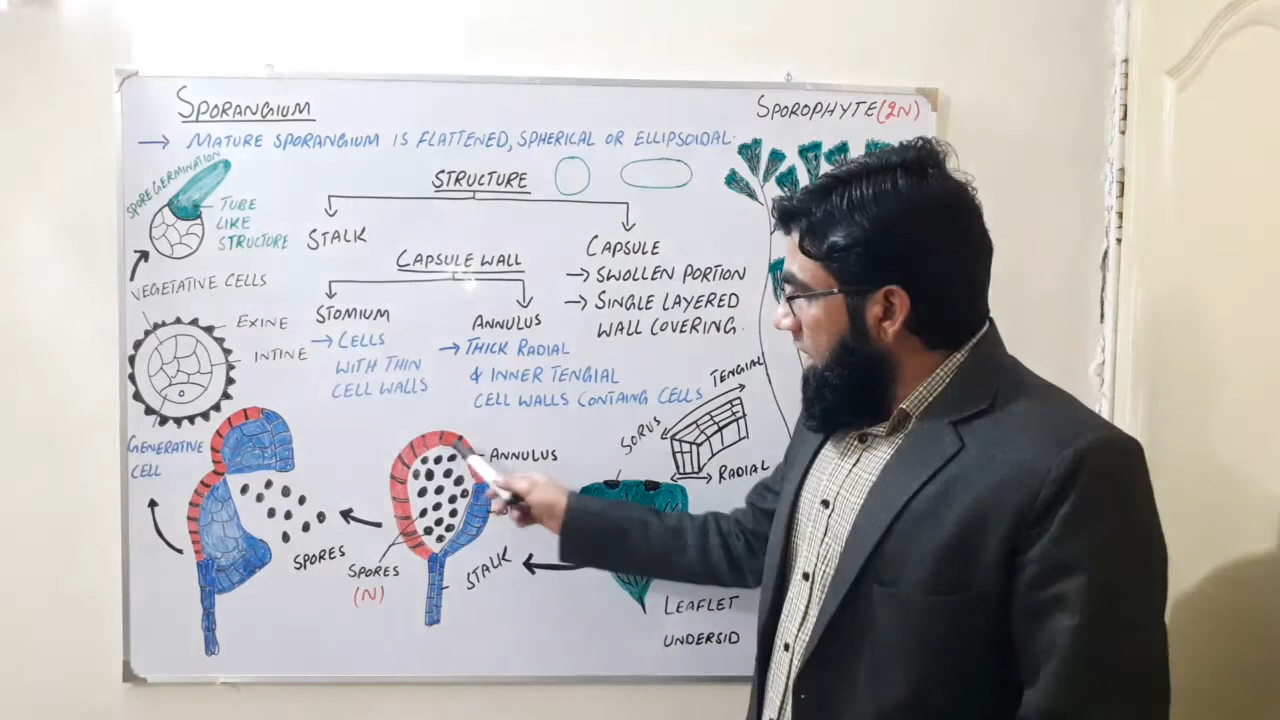 SPORANGIUM
SPOROPHYTE (2N)
→ MATURE SPORANGIUM IS FLATTENED, SPHERICAL OR ELLIPSOIDAL.
SPORE GERMINATION
TUBE
LIKE
STRUCTURE
VEGETATIVE CELLS
EXINE
INTINE
GENERATIVE
CELL
STRUCTURE
STALK
CAPSULE
→ SWOLLEN PORTION
→ SINGLE LAYERED
WALL COVERING.
CAPSULE WALL
STOMIUM
→ CELLS
WITH THIN
CELL WALLS
ANNULUS
→ THICK RADIAL
& INNER TENGIAL
CELL WALLS CONTAING CELLS
TENGIAL
RADIAL
SORUS
ANNULUS
SPORES
SPORES
(N)
STALK
LEAFLET
UNDERSID